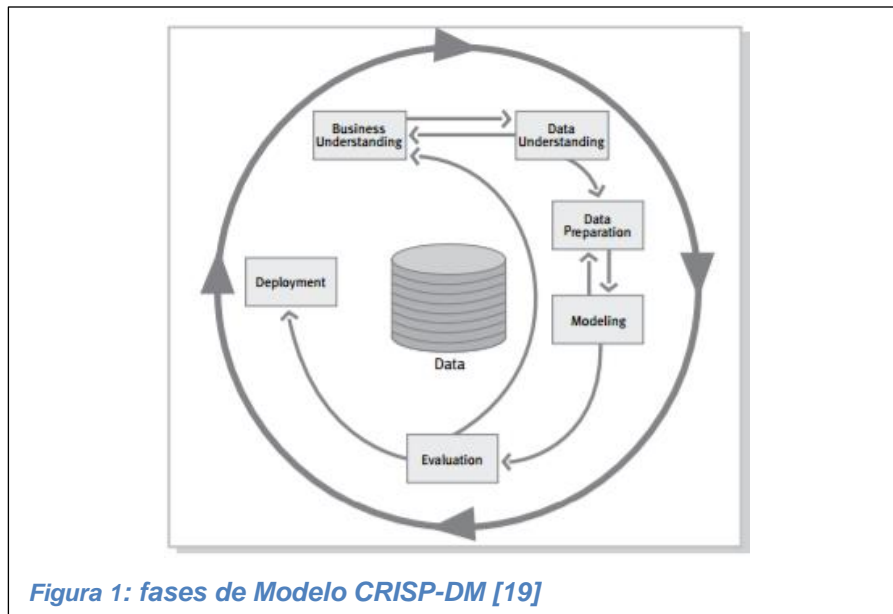 Business
Understanding
Data
Understanding
Data
Preparation
Deployment
Modeling
Data
Evaluation
Figura 1: fases de Modelo CRISP-DM [19]